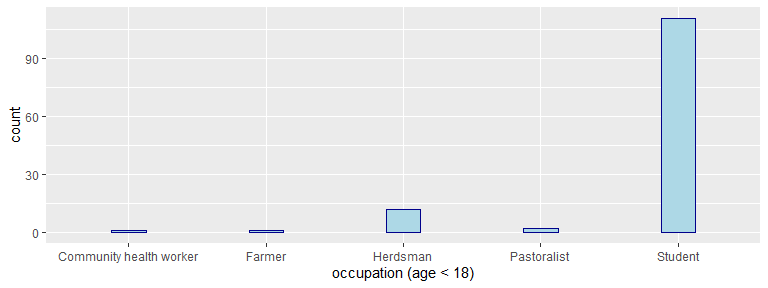 90
60
30
0
count
Community health worker Farmer Herdsman Pastoralist Student
occupation (age < 18)